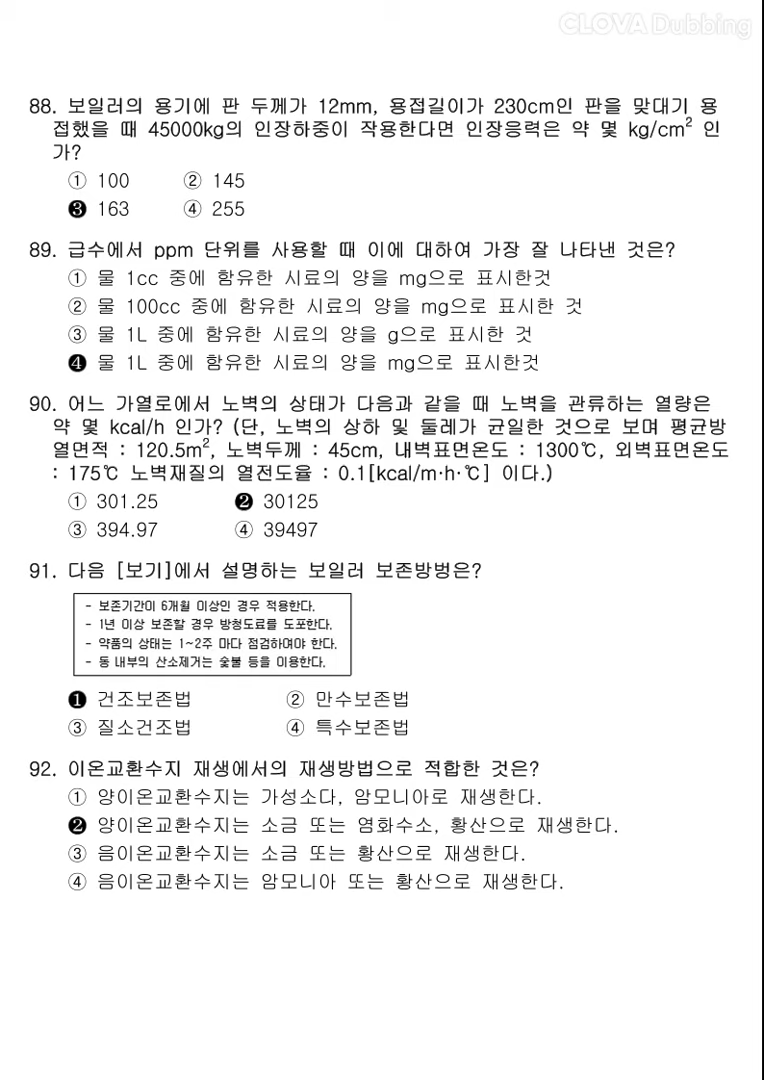 CLOVA Dubbing
88. 보일러의 용기에 판 두께가 12mm, 용접길이가 230cm인 판을 맞대기 용
접했을 때 45000kg의 인장하중이 작용한다면 인장응력은 약 몇 kg/cm² 인
가?
① 100 ② 145
❸ 163 ④ 255
89. 급수에서 ppm 단위를 사용할 때 이에 대하여 가장 잘 나타낸 것은?
① 물 1cc 중에 함유한 시료의 양을 mg으로 표시한것
② 물 100cc 중에 함유한 시료의 양을 mg으로 표시한 것
③ 물 1L 중에 함유한 시료의 양을 g으로 표시한 것
❹ 물 1L 중에 함유한 시료의 양을 mg으로 표시한것
90. 어느 가열로에서 노벽의 상태가 다음과 같을 때 노벽을 관류하는 열량은
약 몇 kcal/h 인가? (단, 노벽의 상하 및 둘레가 균일한 것으로 보며 평균방
열면적 : 120.5m², 노벽두께 : 45cm, 내벽표면온도 : 1300℃, 외벽표면온도
: 175℃ 노벽재질의 열전도율 : 0.1[kcal/m·h·℃] 이다.)
① 301.25 ❷ 30125
③ 394.97 ④ 39497
91. 다음 [보기]에서 설명하는 보일러 보존방벙은?
- 보존기간이 6개월 이상인 경우 적용한다.
- 1년 이상 보존할 경우 방청도료를 도포한다.
- 약품의 상태는 1~2주 마다 점검하여야 한다.
- 동 내부의 산소제거는 숯불 등을 이용한다.
❶ 건조보존법 ② 만수보존법
③ 질소건조법 ④ 특수보존법
92. 이온교환수지 재생에서의 재생방법으로 적합한 것은?
① 양이온교환수지는 가성소다, 암모니아로 재생한다.
❷ 양이온교환수지는 소금 또는 염화수소, 황산으로 재생한다.
③ 음이온교환수지는 소금 또는 황산으로 재생한다.
④ 음이온교환수지는 암모니아 또는 황산으로 재생한다.